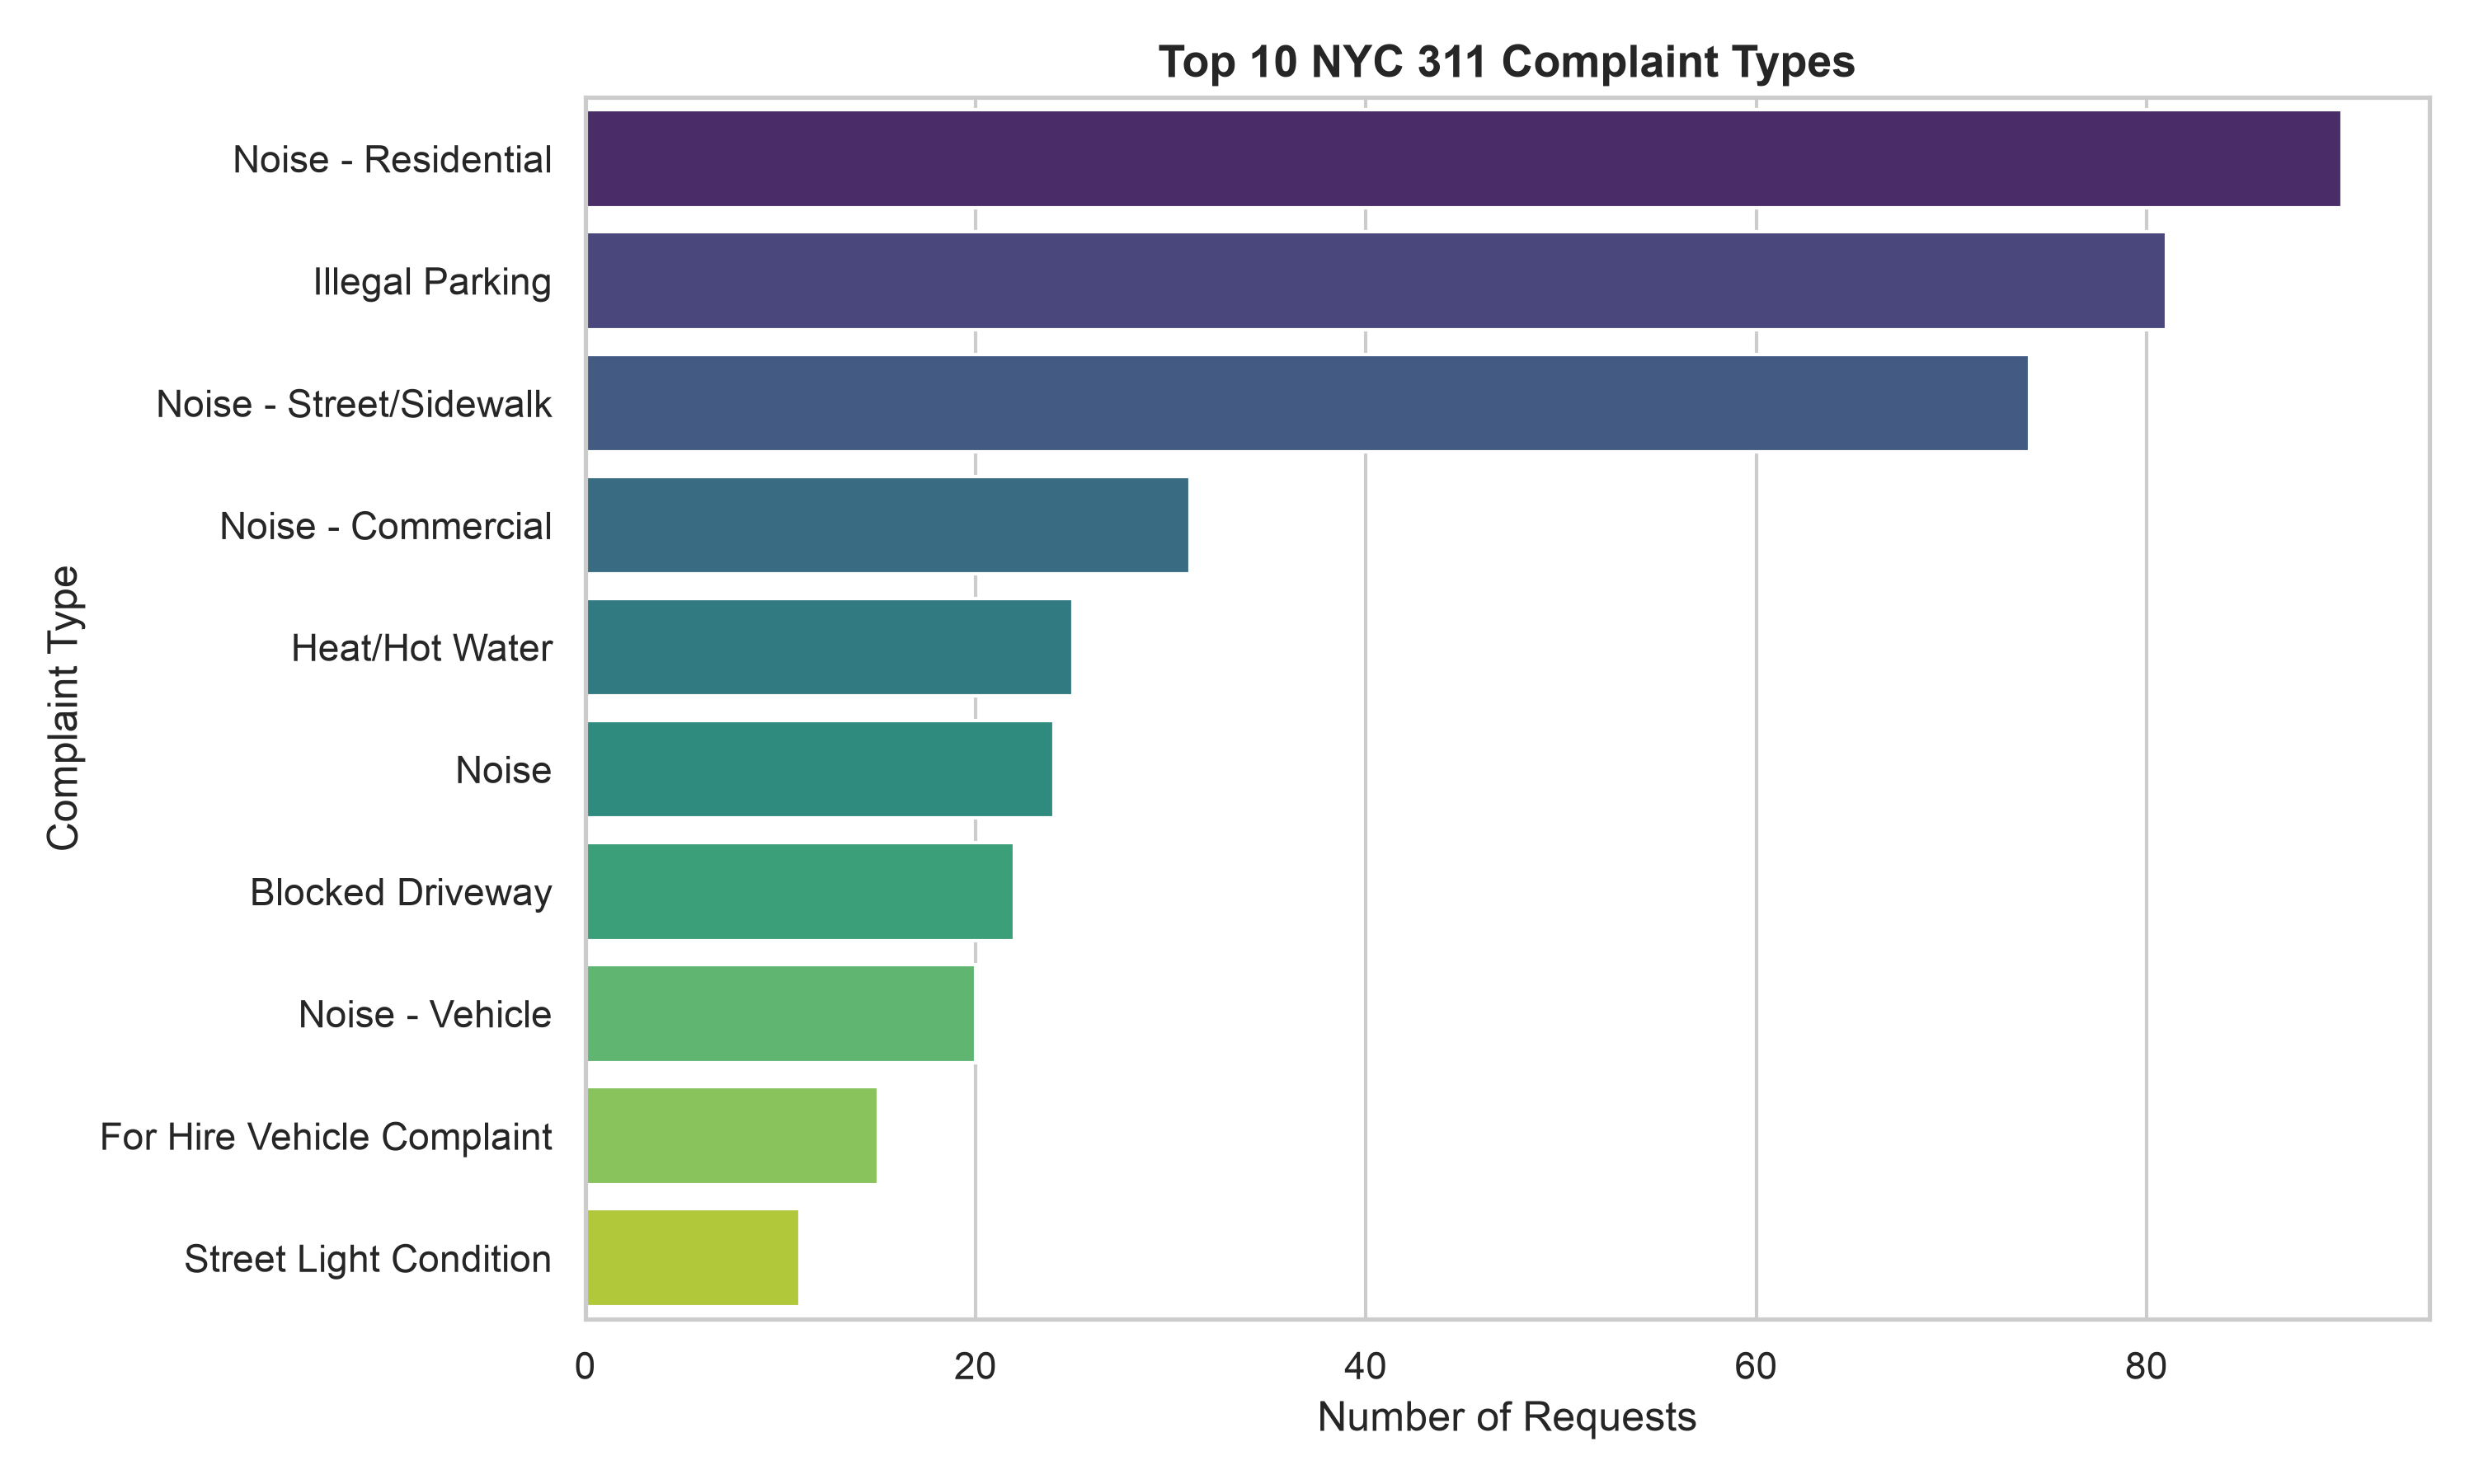 Top 10 NYC 311 Complaint Types
Complaint Type
Noise - Residential
Illegal Parking
Noise - Street/Sidewalk
Noise - Commercial
Heat/Hot Water
Noise
Blocked Driveway
Noise - Vehicle
For Hire Vehicle Complaint
Street Light Condition
0 20 40 60 80
Number of Requests